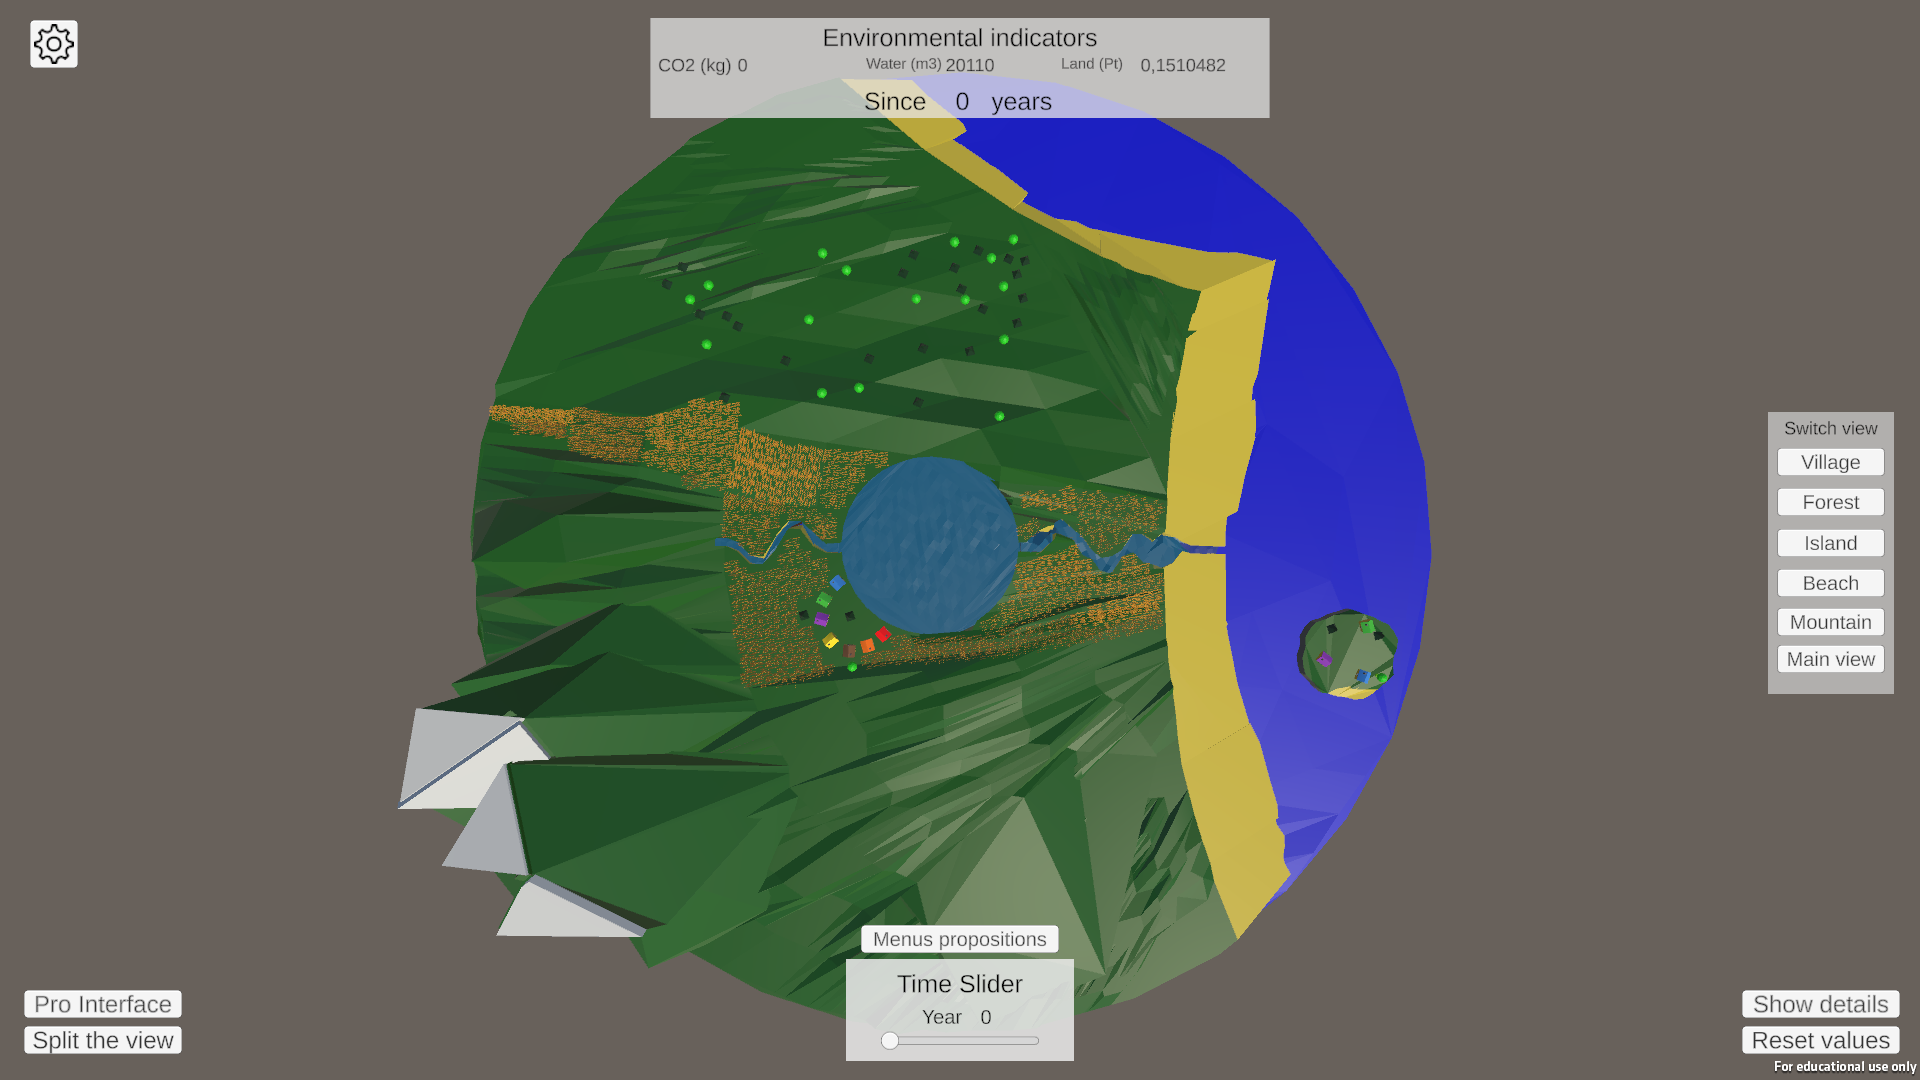 Environmental indicators
CO2 (kg) 0 Water (m3) 20110 Land (Pt) 0,1510482
Since 0 years
Switch view
Village
Forest
Island
Beach
Mountain
Main view
Menus propositions
Time Slider
Year 0
Pro Interface
Split the view
Show details
Reset values
For educational use only